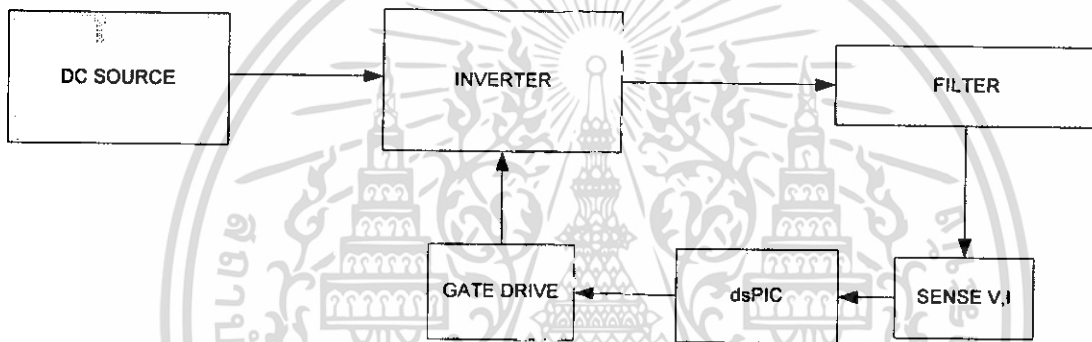 DC SOURCE
INVERTER
FILTER
GATE DRIVE
dsPIC
SENSE V,I